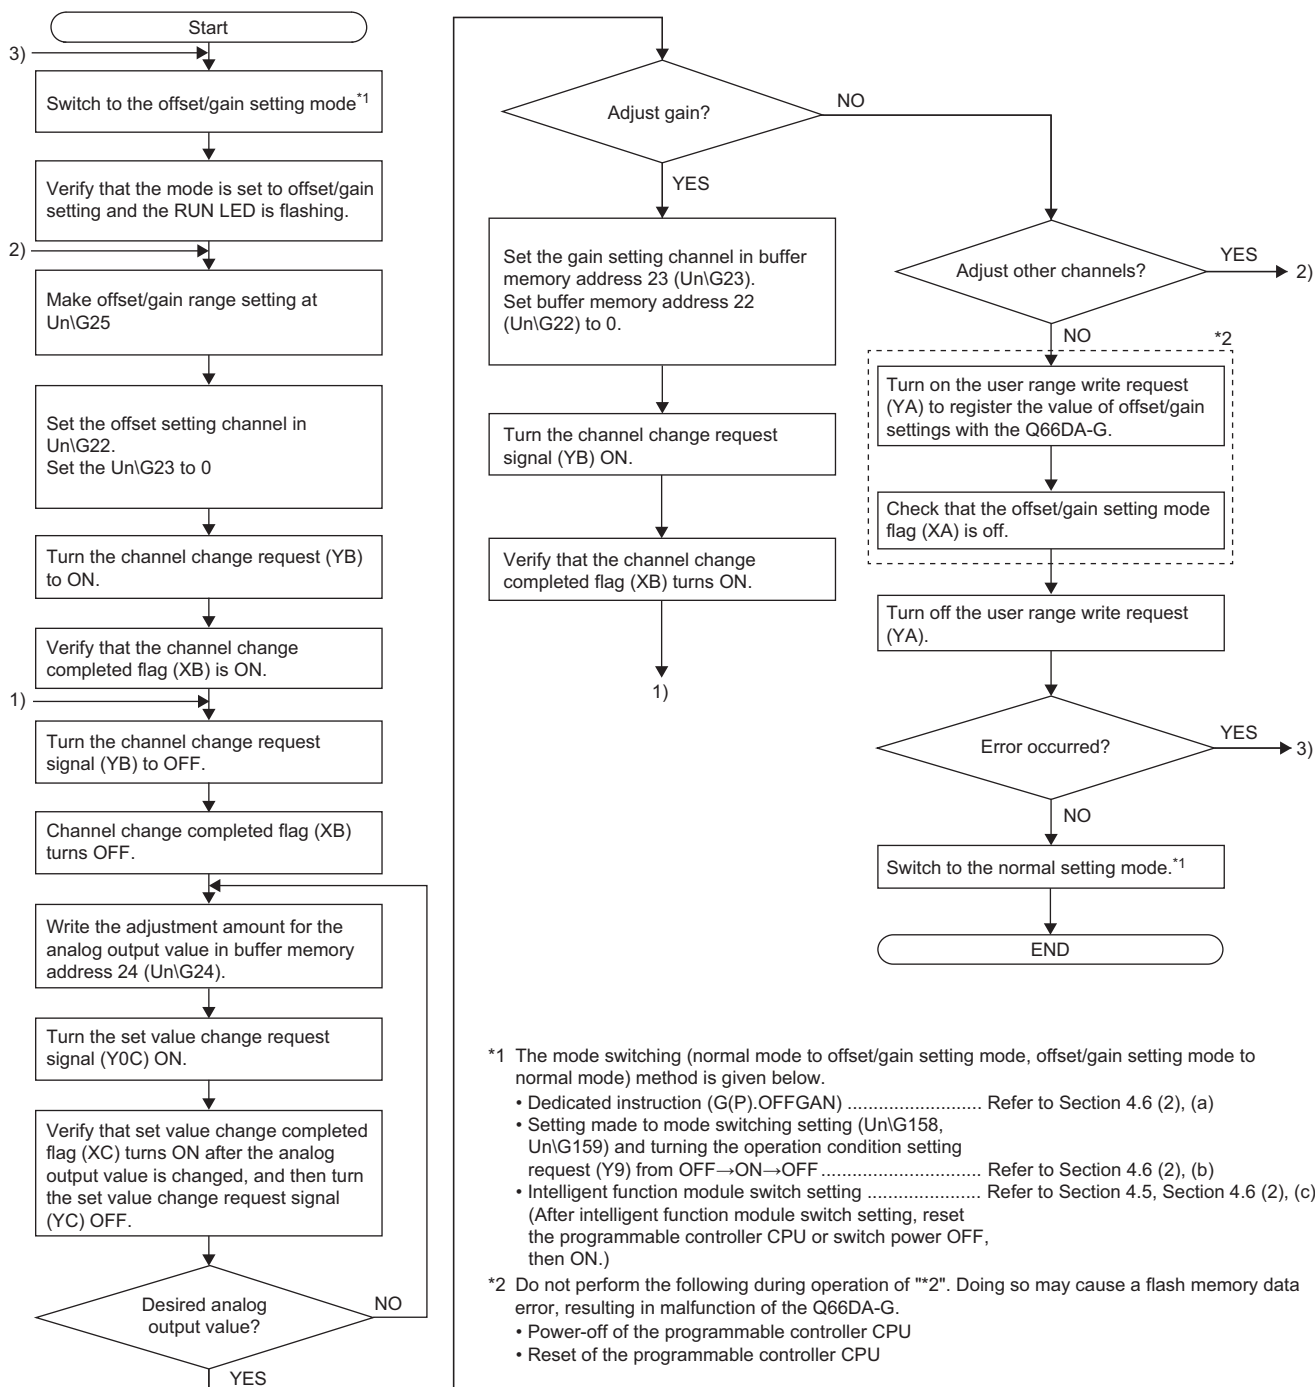 Start
3)
Switch to the offset/gain setting mode*1
Verify that the mode is set to offset/gain
setting and the RUN LED is flashing.
2)
Make offset/gain range setting at
Un\G25
Set the offset setting channel in
Un\G22.
Set the Un\G23 to 0
Turn the channel change request (YB)
to ON.
Verify that the channel change
completed flag (XB) is ON.
1)
Turn the channel change request
signal (YB) to OFF.
Channel change completed flag (XB)
turns OFF.
Write the adjustment amount for the
analog output value in buffer memory
address 24 (Un\G24).
Turn the set value change request
signal (Y0C) ON.
Verify that set value change completed
flag (XC) turns ON after the analog
output value is changed, and then turn
the set value change request signal
(YC) OFF.
Desired analog
output value?
NO
YES
Adjust gain?
NO
YES
Set the gain setting channel in buffer
memory address 23 (Un\G23).
Set buffer memory address 22
(Un\G22) to 0.
Turn the channel change request
signal (YB) ON.
Verify that the channel change
completed flag (XB) turns ON.
1)
Adjust other channels?
YES
2)
NO
*2
Turn on the user range write request
(YA) to register the value of offset/gain
settings with the Q66DA-G.
Check that the offset/gain setting mode
flag (XA) is off.
Turn off the user range write request
(YA).
Error occurred?
YES
3)
NO
Switch to the normal setting mode.*1
END
*1 The mode switching (normal mode to offset/gain setting mode, offset/gain setting mode to
normal mode) method is given below.
• Dedicated instruction (G(P).OFFGAN) .......................... Refer to Section 4.6 (2), (a)
• Setting made to mode switching setting (Un\G158,
Un\G159) and turning the operation condition setting
request (Y9) from OFF→ON→OFF ............................... Refer to Section 4.6 (2), (b)
• Intelligent function module switch setting ...................... Refer to Section 4.5, Section 4.6 (2), (c)
(After intelligent function module switch setting, reset
the programmable controller CPU or switch power OFF,
then ON.)
*2 Do not perform the following during operation of "*2". Doing so may cause a flash memory data
error, resulting in malfunction of the Q66DA-G.
• Power-off of the programmable controller CPU
• Reset of the programmable controller CPU